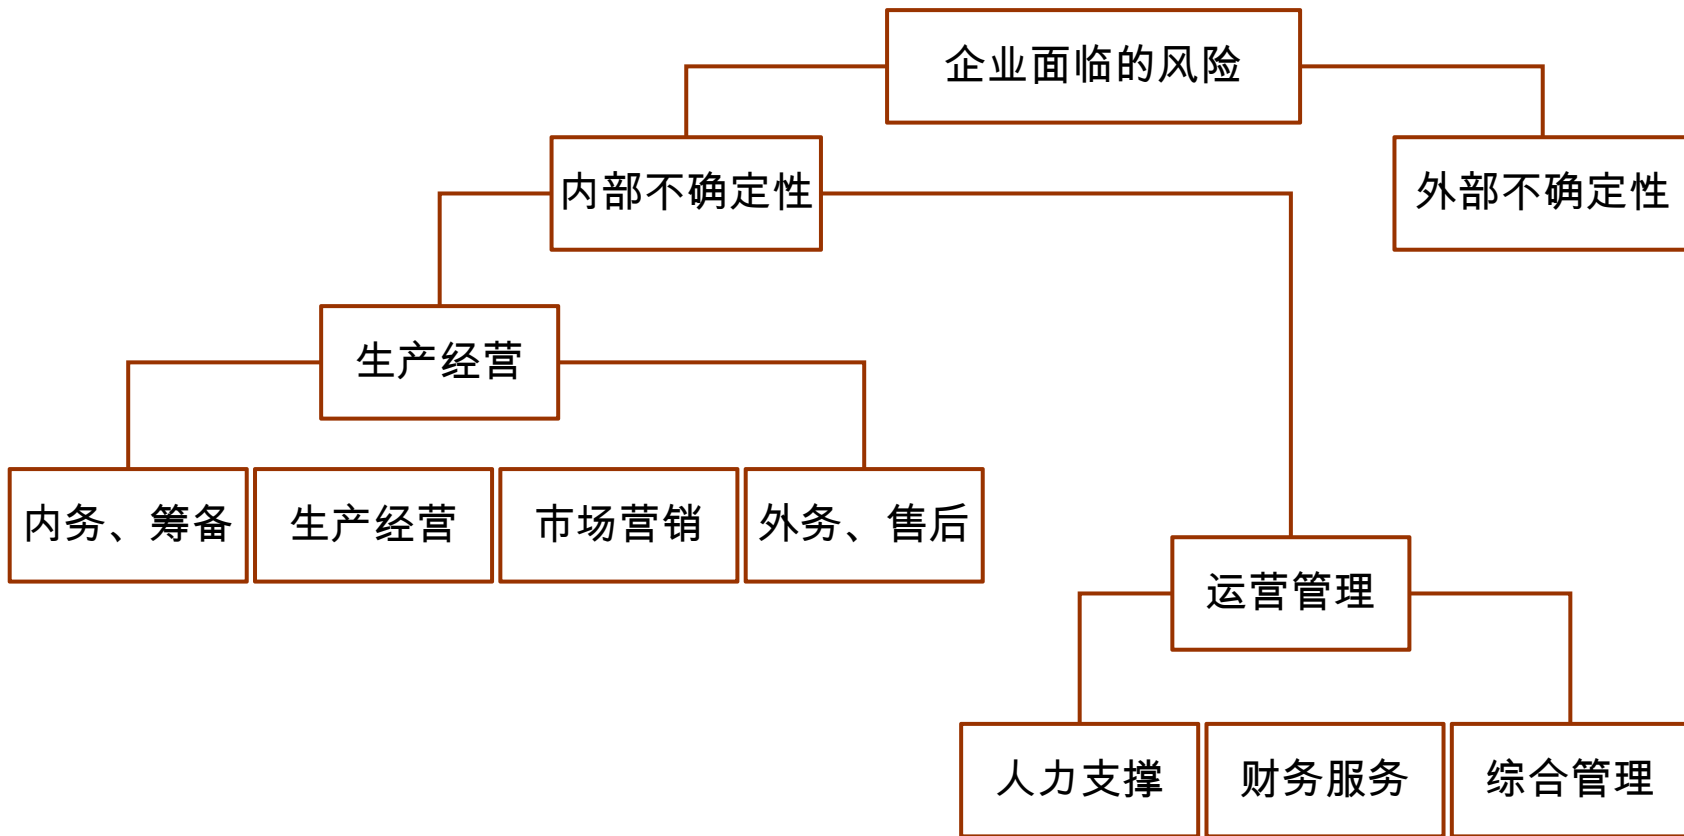 企业面临的风险
内部不确定性
外部不确定性
生产经营
内务、筹备
生产经营
市场营销
外务、售后
运营管理
人力支撑
财务服务
综合管理